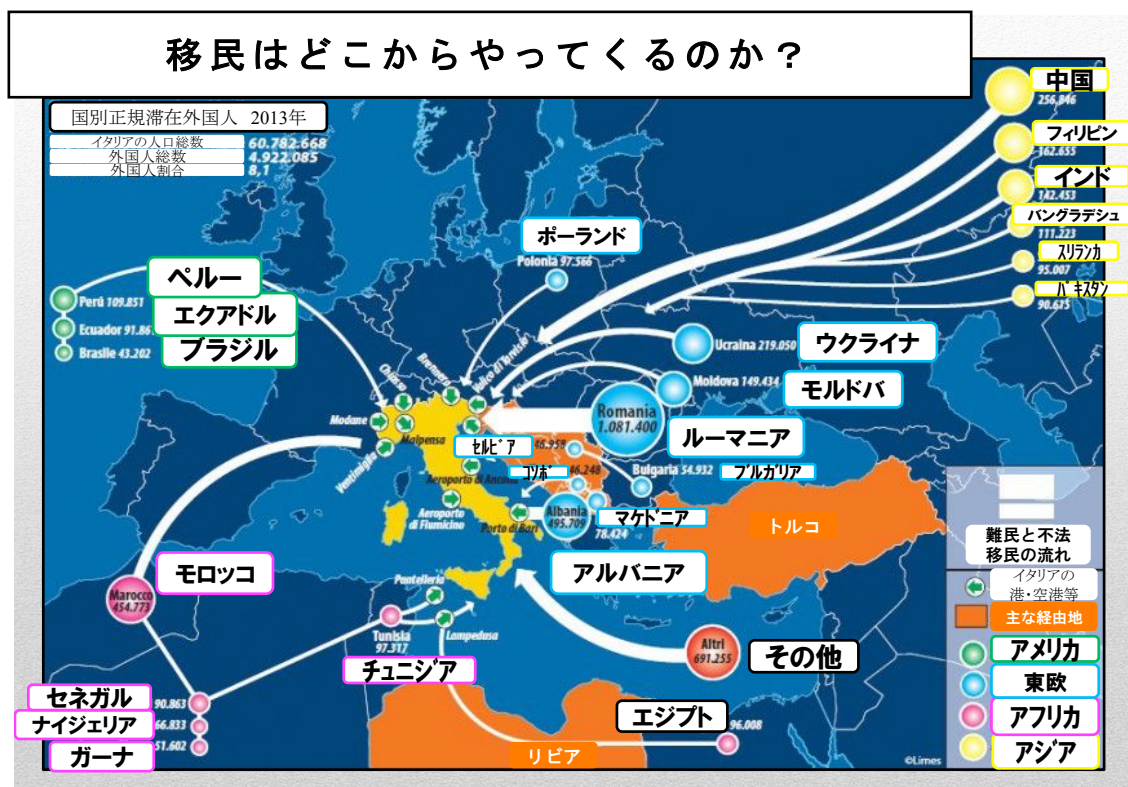 移民はどこからやってくるのか？
国別正規滞在外国人 2013年
イタリアの人口総数 60.782.668
外国人総数 4.922.085
外国人割合 8,1
中国
256.846
フィリピン
162.655
インド
142.453
バングラデシュ
111.223
スリランカ
95.007
パキスタン
90.615
ポーランド
Polonia 97.566
ペルー
Perú 109.851
エクアドル
Ecuador 91.86
ブラジル
Brasile 43.202
Ucraina 219.050 ウクライナ
Moldova 149.434 モルドバ
Romania
1.081.400
ルーマニア
Chiasso
Brennero
Valico di Tarvisio
Modane
Malpensa
Ventimiglia
セルビア 46.958
コソボ 46.248
Bulgaria 54.932 ブルガリア
Aeroporto di Ancona
Aeroporto
di Fiumicino
Porto di Bari
Albania
495.709
マケドニア
78.424
アルバニア
トルコ
モロッコ
Marocco
454.773
Pantelleria
Lampedusa
Tunisia
97.317
チュニジア
Altri
691.255
その他
セネガル 90.863
ナイジェリア 66.833
ガーナ 51.602
エジプト 96.008
リビア
©Limes
難民と不法
移民の流れ
イタリアの
港・空港等
主な経由地
アメリカ
東欧
アフリカ
アジア